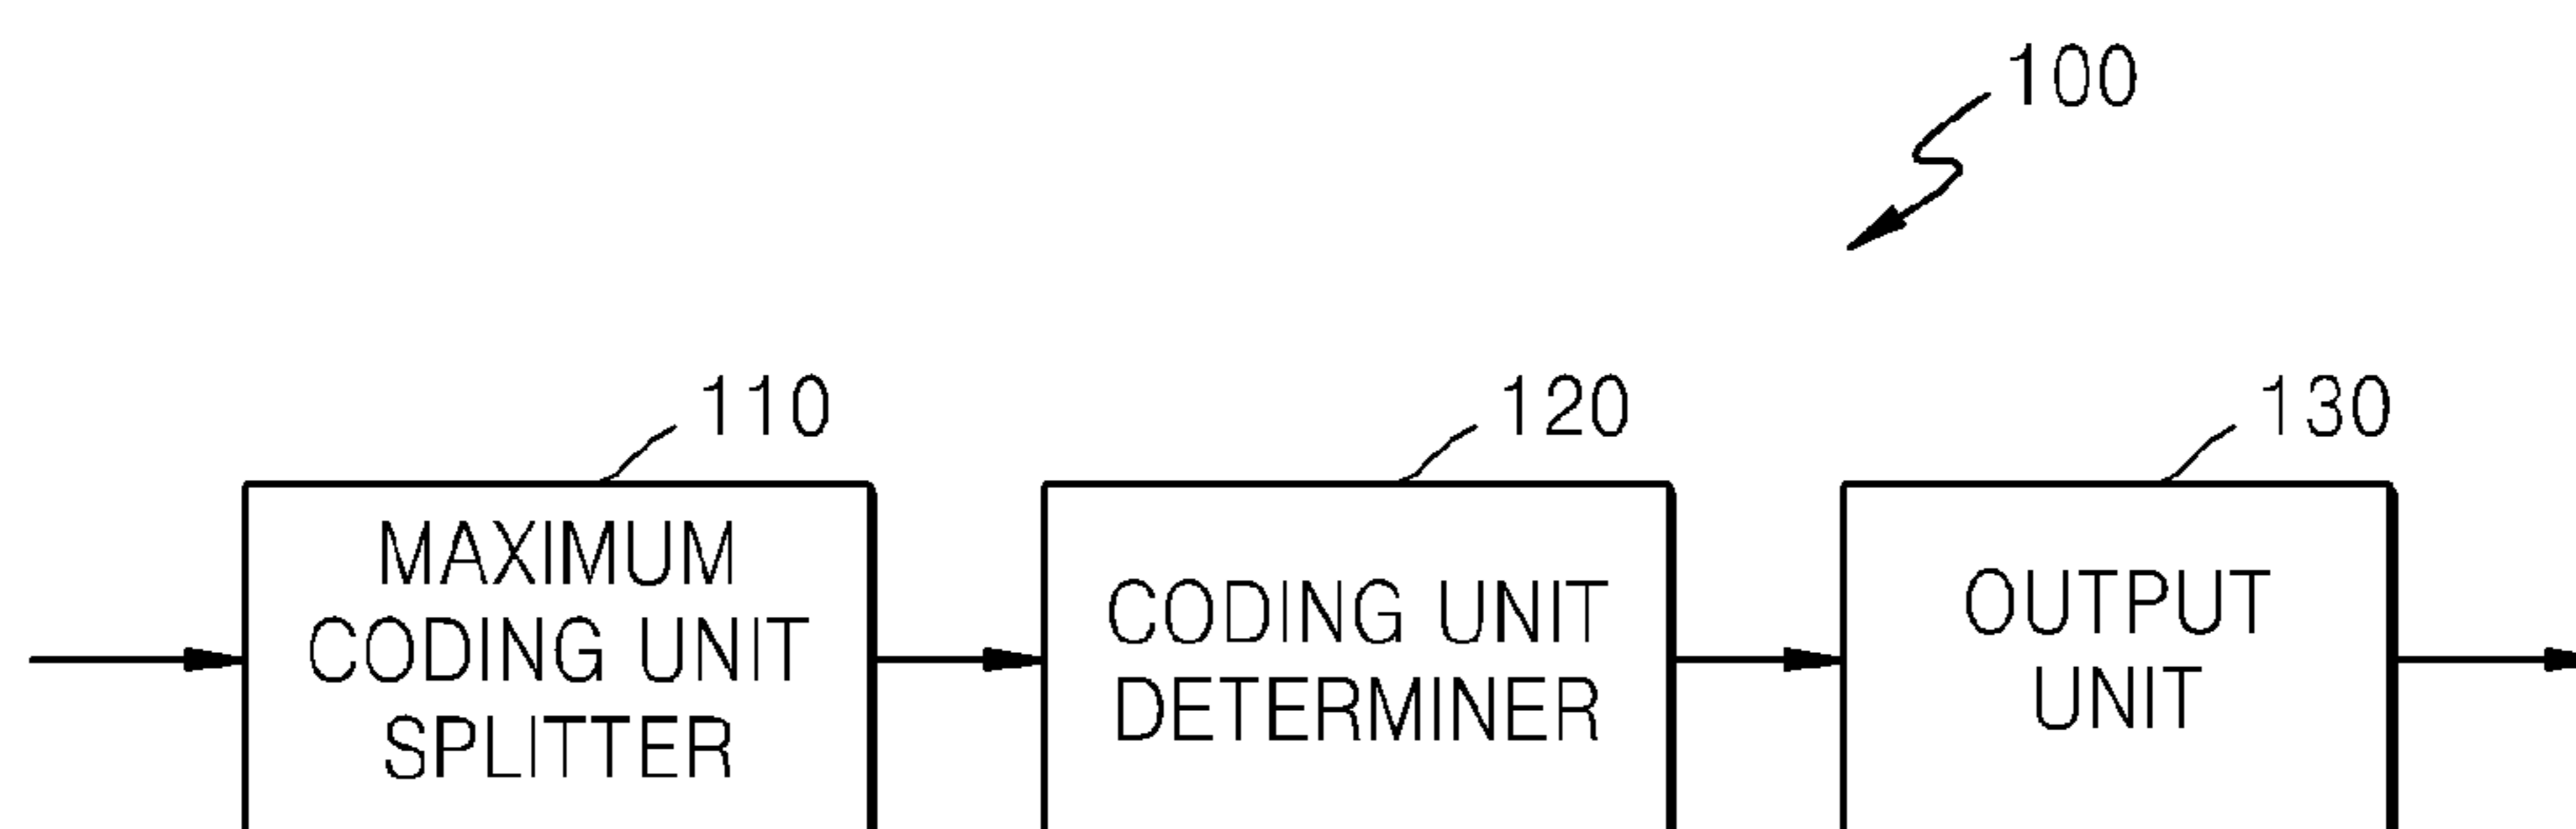 100
110
120
130
MAXIMUM
CODING UNIT
SPLITTER
CODING UNIT
DETERMINER
OUTPUT
UNIT